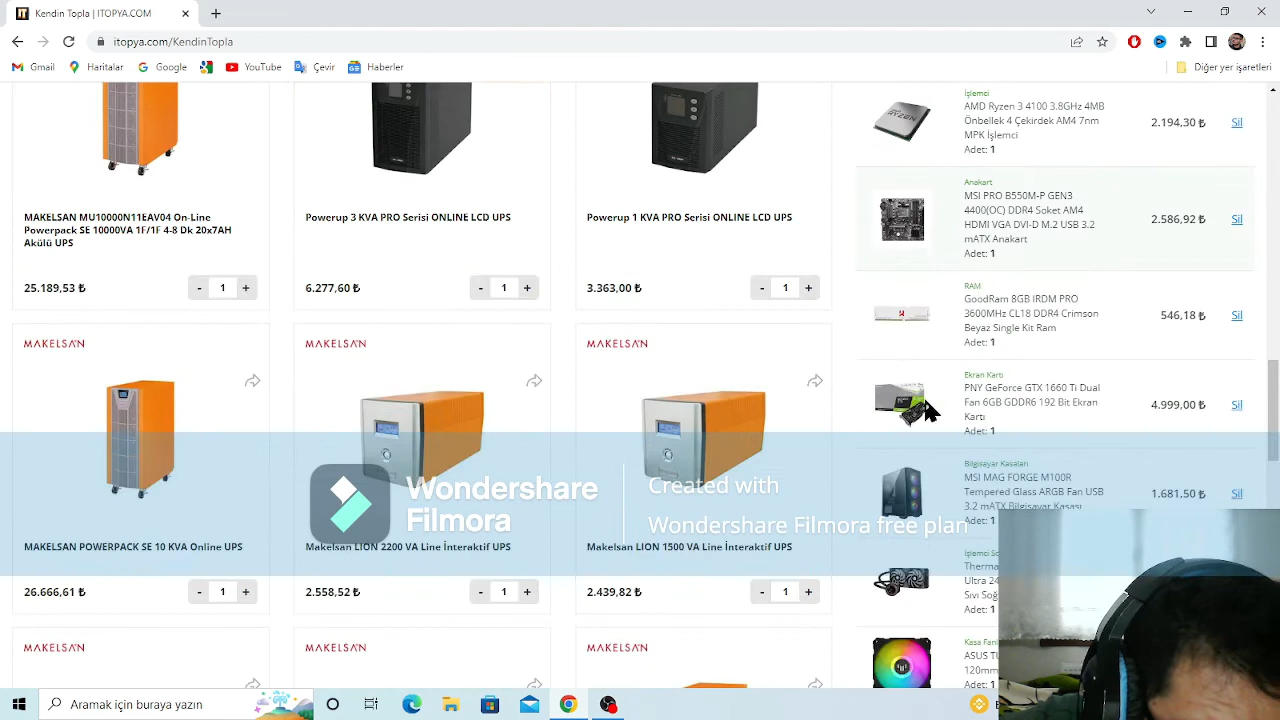 Kendin Topla | ITOPYA.COM
itopya.com/KendinTopla
Gmail
Haritalar
Google
YouTube
Çevir
Haberler
Diğer yer işaretleri
MAKELSAN MU10000N11EAV04 On-Line
Powerpack SE 10000VA 1F/1F 4-8 Dk 20x7AH
Akülü UPS
25.189,53 ₺
- 1 +
Powerup 3 KVA PRO Serisi ONLINE LCD UPS
6.277,60 ₺
- 1 +
Powerup 1 KVA PRO Serisi ONLINE LCD UPS
3.363,00 ₺
- 1 +
MAKELSAN
MAKELSAN POWERPACK SE 10 KVA Online UPS
26.666,61 ₺
- 1 +
MAKELSAN
Makelsan LION 2200 VA Line İnteraktif UPS
2.558,52 ₺
- 1 +
MAKELSAN
Makelsan LION 1500 VA Line İnteraktif UPS
2.439,82 ₺
- 1 +
MAKELSAN
MAKELSAN
MAKELSAN
İşlemci
AMD Ryzen 3 4100 3.8GHz 4MB
Önbellek 4 Çekirdek AM4 7nm
MPK İşlemci
Adet: 1
2.194,30 ₺
Sil
Anakart
MSI PRO B550M-P GEN3
4400(OC) DDR4 Soket AM4
HDMI VGA DVI-D M.2 USB 3.2
mATX Anakart
Adet: 1
2.586,92 ₺
Sil
RAM
GoodRam 8GB IRDM PRO
3600MHz CL18 DDR4 Crimson
Beyaz Single Kit Ram
Adet: 1
546,18 ₺
Sil
Ekran Kartı
PNY GeForce GTX 1660 Ti Dual
Fan 6GB GDDR6 192 Bit Ekran
Kartı
Adet: 1
4.999,00 ₺
Sil
Bilgisayar Kasaları
MSI MAG FORGE M100R
Tempered Glass ARGB Fan USB
3.2 mATX Bilgisayar Kasası
Adet: 1
1.681,50 ₺
Sil
İşlemci
Ultra
Sıvı
Adet: 1
Kasa
ASUS
120mm
Wondershare
Filmora
Created with
Wondershare Filmora free plan
Aramak için buraya yazın